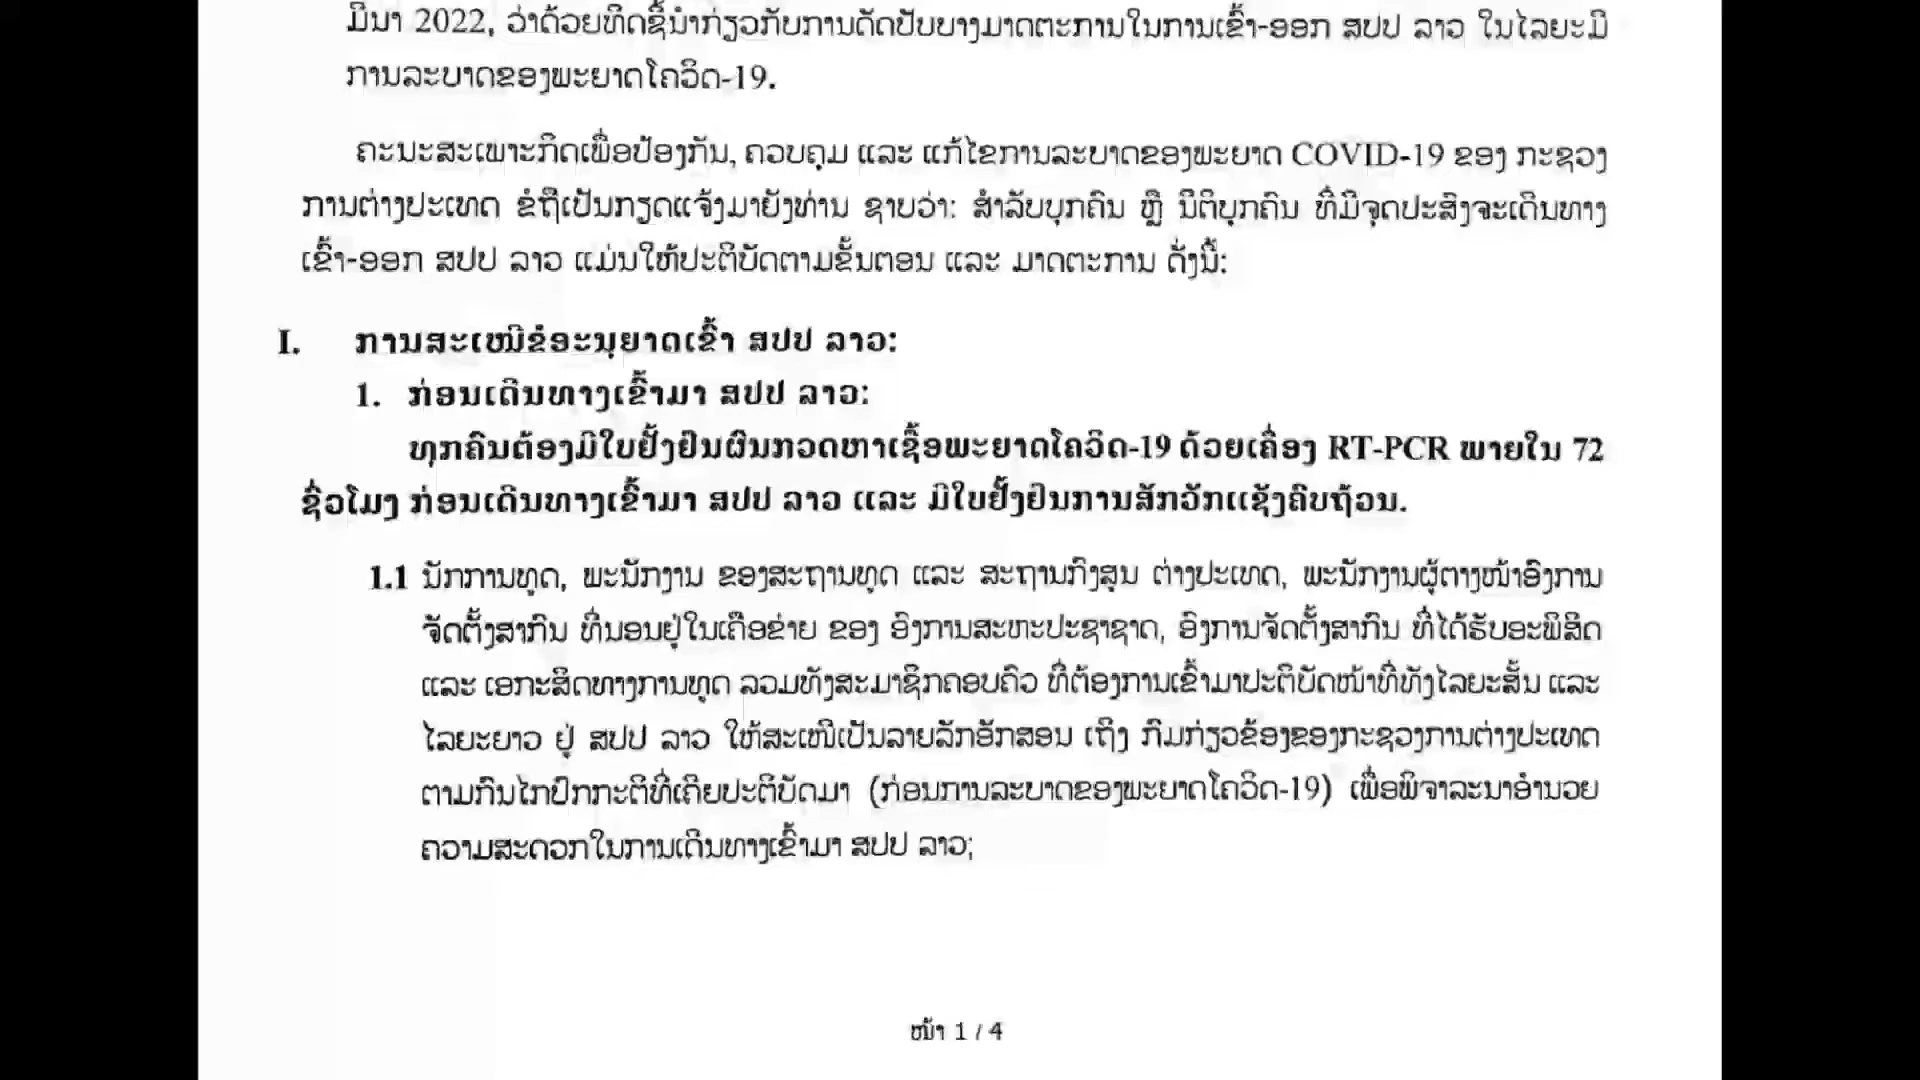 ມີນາ 2022, ວ່າດ້ວຍທິດຊີ້ນຳກ່ຽວກັບການດັດປັບບາງມາດຕະການໃນການເຂົ້າ-ອອກ ສປປ ລາວ ໃນໄລຍະມີ
ການລະບາດຂອງພະຍາດໂຄວິດ-19.
ຄະນະສະເພາະກິດເພື່ອປ້ອງກັນ, ຄວບຄຸມ ແລະ ແກ້ໄຂການລະບາດຂອງພະຍາດ COVID-19 ຂອງ ກະຊວງ
ການຕ່າງປະເທດ ຂໍຖືເປັນກຽດແຈ້ງມາຍັງທ່ານ ຊາບວ່າ: ສຳລັບບຸກຄົນ ຫຼື ນິຕິບຸກຄົນ ທີ່ມີຈຸດປະສົງຈະເດີນທາງ
ເຂົ້າ-ອອກ ສປປ ລາວ ແມ່ນໃຫ້ປະຕິບັດຕາມຂັ້ນຕອນ ແລະ ມາດຕະການ ດັ່ງນີ້:
I. ການສະເໜີຂໍອະນຸຍາດເຂົ້າ ສປປ ລາວ:
1. ກ່ອນເດີນທາງເຂົ້າມາ ສປປ ລາວ:
ທຸກຄົນຕ້ອງມີໃບຢັ້ງຢືນຜົນກວດຫາເຊື້ອພະຍາດໂຄວິດ-19 ດ້ວຍເຄື່ອງ RT-PCR ພາຍໃນ 72
ຊົ່ວໂມງ ກ່ອນເດີນທາງເຂົ້າມາ ສປປ ລາວ ແລະ ມີໃບຢັ້ງຢືນການສັກວັກແຊັງຄົບຖ້ວນ.
1.1 ນັກການທູດ, ພະນັກງານ ຂອງສະຖານທູດ ແລະ ສະຖານກົງສຸນ ຕ່າງປະເທດ, ພະນັກງານຜູ້ຕາງໜ້າອົງການ
ຈັດຕັ້ງສາກົນ ທີ່ນອນຢູ່ໃນເຄືອຂ່າຍ ຂອງ ອົງການສະຫະປະຊາຊາດ, ອົງການຈັດຕັ້ງສາກົນ ທີ່ໄດ້ຮັບອະພິສິດ
ແລະ ເອກະສິດທາງການທູດ ລວມທັງສະມາຊິກຄອບຄົວ ທີ່ຕ້ອງການເຂົ້າມາປະຕິບັດໜ້າທີ່ທັງໄລຍະສັ້ນ ແລະ
ໄລຍະຍາວ ຢູ່ ສປປ ລາວ ໃຫ້ສະເໜີເປັນລາຍລັກອັກສອນ ເຖິງ ກົມກ່ຽວຂ້ອງຂອງກະຊວງການຕ່າງປະເທດ
ຕາມກົນໄກປົກກະຕິທີ່ເຄີຍປະຕິບັດມາ (ກ່ອນການລະບາດຂອງພະຍາດໂຄວິດ-19) ເພື່ອພິຈາລະນາອຳນວຍ
ຄວາມສະດວກໃນການເດີນທາງເຂົ້າມາ ສປປ ລາວ;
ໜ້າ 1 / 4